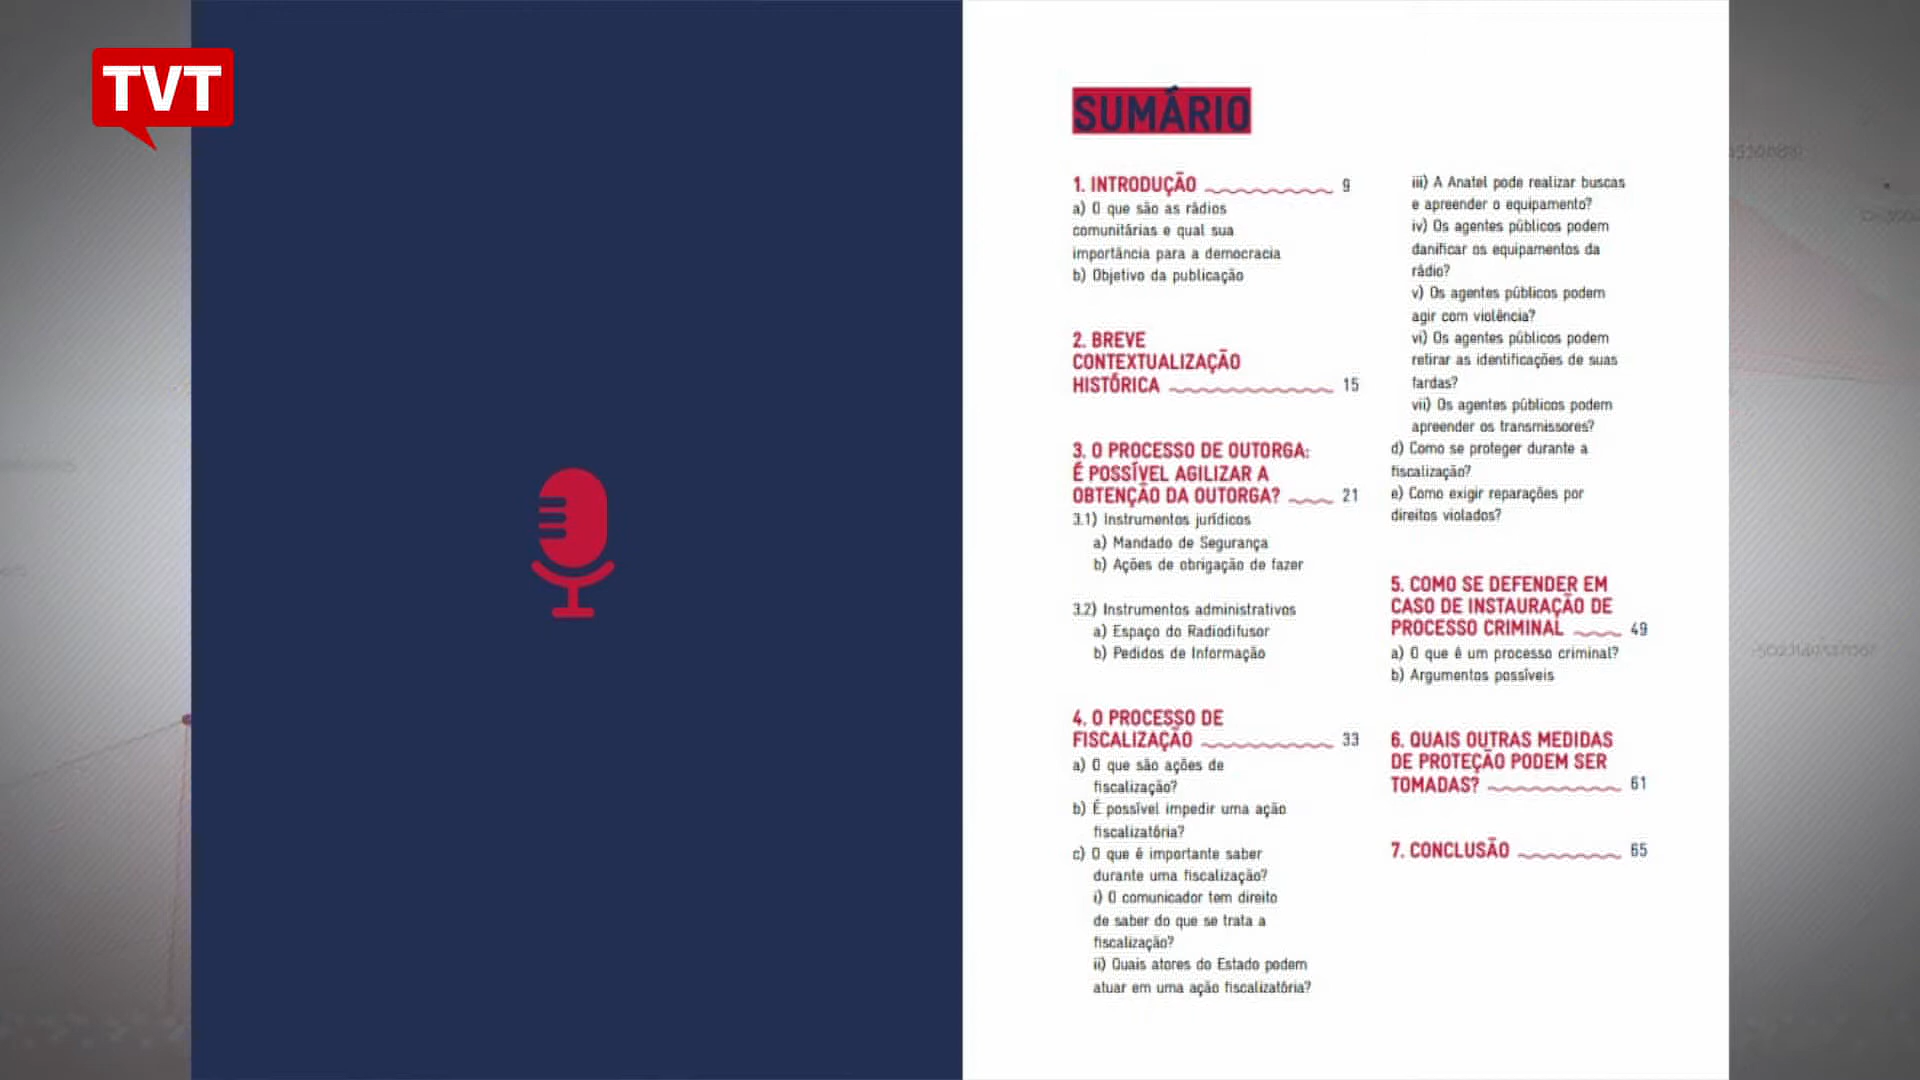 TVT
SUMÁRIO
1. INTRODUÇÃO 9
a) O que são as rádios
comunitárias e qual sua
importância para a democracia
b) Objetivo da publicação
2. BREVE
CONTEXTUALIZAÇÃO
HISTÓRICA 15
3. O PROCESSO DE OUTORGA:
É POSSÍVEL AGILIZAR A
OBTENÇÃO DA OUTORGA? 21
3.1) Instrumentos jurídicos
a) Mandado de Segurança
b) Ações de obrigação de fazer
3.2) Instrumentos administrativos
a) Espaço do Radiodifusor
b) Pedidos de Informação
4. O PROCESSO DE
FISCALIZAÇÃO 33
a) O que são ações de
fiscalização?
b) É possível impedir uma ação
fiscalizatória?
c) O que é importante saber
durante uma fiscalização?
i) O comunicador tem direito
de saber do que se trata a
fiscalização?
ii) Quais atores do Estado podem
atuar em uma ação fiscalizatória?
iii) A Anatel pode realizar buscas
e apreender o equipamento?
iv) Os agentes públicos podem
danificar os equipamentos da
rádio?
v) Os agentes públicos podem
agir com violência?
vi) Os agentes públicos podem
retirar as identificações de suas
fardas?
vii) Os agentes públicos podem
apreender os transmissores?
d) Como se proteger durante a
fiscalização?
e) Como exigir reparações por
direitos violados?
5. COMO SE DEFENDER EM
CASO DE INSTAURAÇÃO DE
PROCESSO CRIMINAL 49
a) O que é um processo criminal?
b) Argumentos possíveis
6. QUAIS OUTRAS MEDIDAS
DE PROTEÇÃO PODEM SER
TOMADAS? 61
7. CONCLUSÃO 65